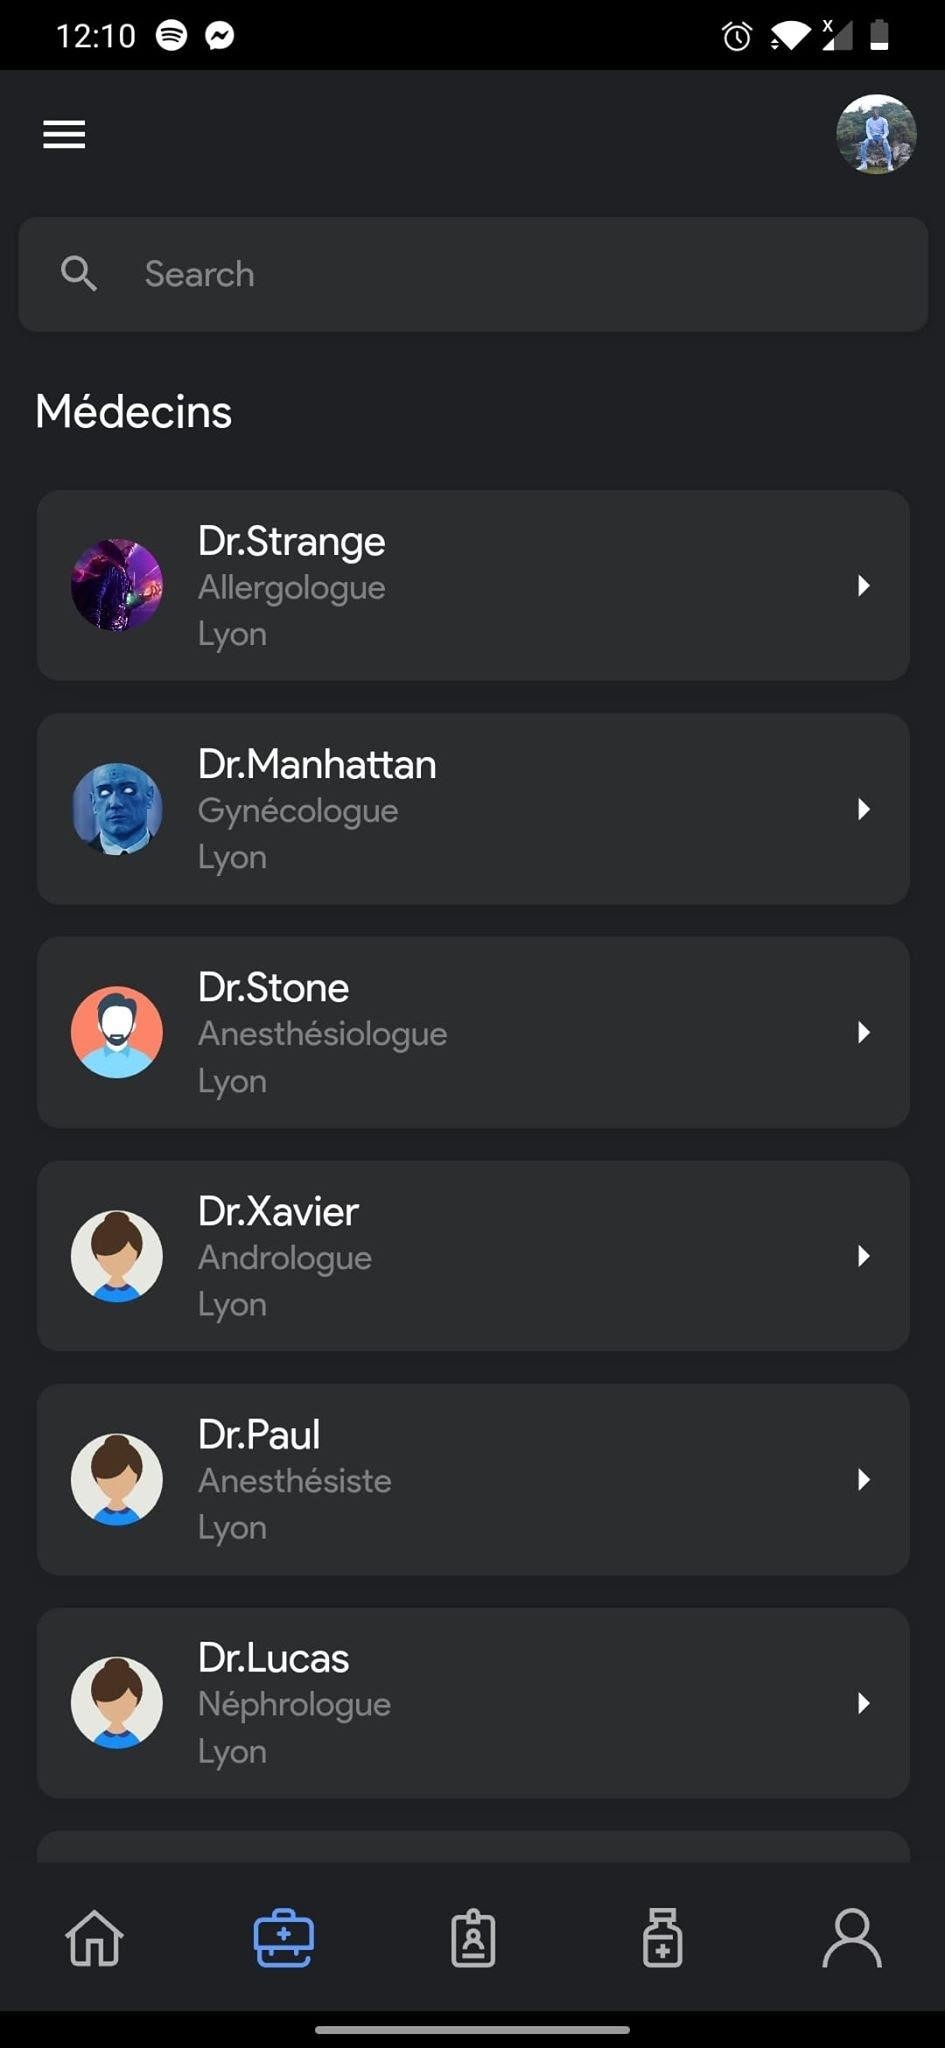 12:10
Search
Médecins
Dr.Strange
Allergologue
Lyon
Dr.Manhattan
Gynécologue
Lyon
Dr.Stone
Anesthésiologue
Lyon
Dr.Xavier
Andrologue
Lyon
Dr.Paul
Anesthésiste
Lyon
Dr.Lucas
Néphrologue
Lyon